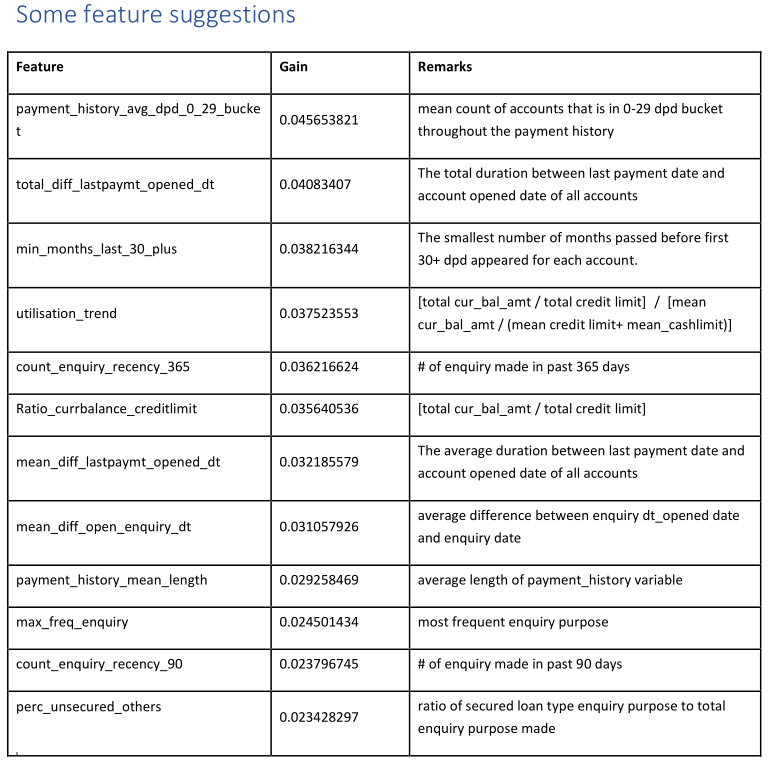 Some feature suggestions
Feature Gain Remarks
payment_history_avg_dpd_0_29_bucke
t
0.045653821
mean count of accounts that is in 0-29 dpd bucket
throughout the payment history
total_diff_lastpaymt_opened_dt
0.04083407
The total duration between last payment date and
account opened date of all accounts
min_months_last_30_plus
0.038216344
The smallest number of months passed before first
30+ dpd appeared for each account.
utilisation_trend
0.037523553
[total cur_bal_amt / total credit limit] / [mean
cur_bal_amt / (mean credit limit+ mean_cashlimit)]
count_enquiry_recency_365 0.036216624 # of enquiry made in past 365 days
Ratio_currbalance_creditlimit 0.035640536 [total cur_bal_amt / total credit limit]
mean_diff_lastpaymt_opened_dt
0.032185579
The average duration between last payment date and
account opened date of all accounts
mean_diff_open_enquiry_dt
0.031057926
average difference between enquiry dt_opened date
and enquiry date
payment_history_mean_length 0.029258469 average length of payment_history variable
max_freq_enquiry 0.024501434 most frequent enquiry purpose
count_enquiry_recency_90 0.023796745 # of enquiry made in past 90 days
perc_unsecured_others
0.023428297
ratio of secured loan type enquiry purpose to total
enquiry purpose made